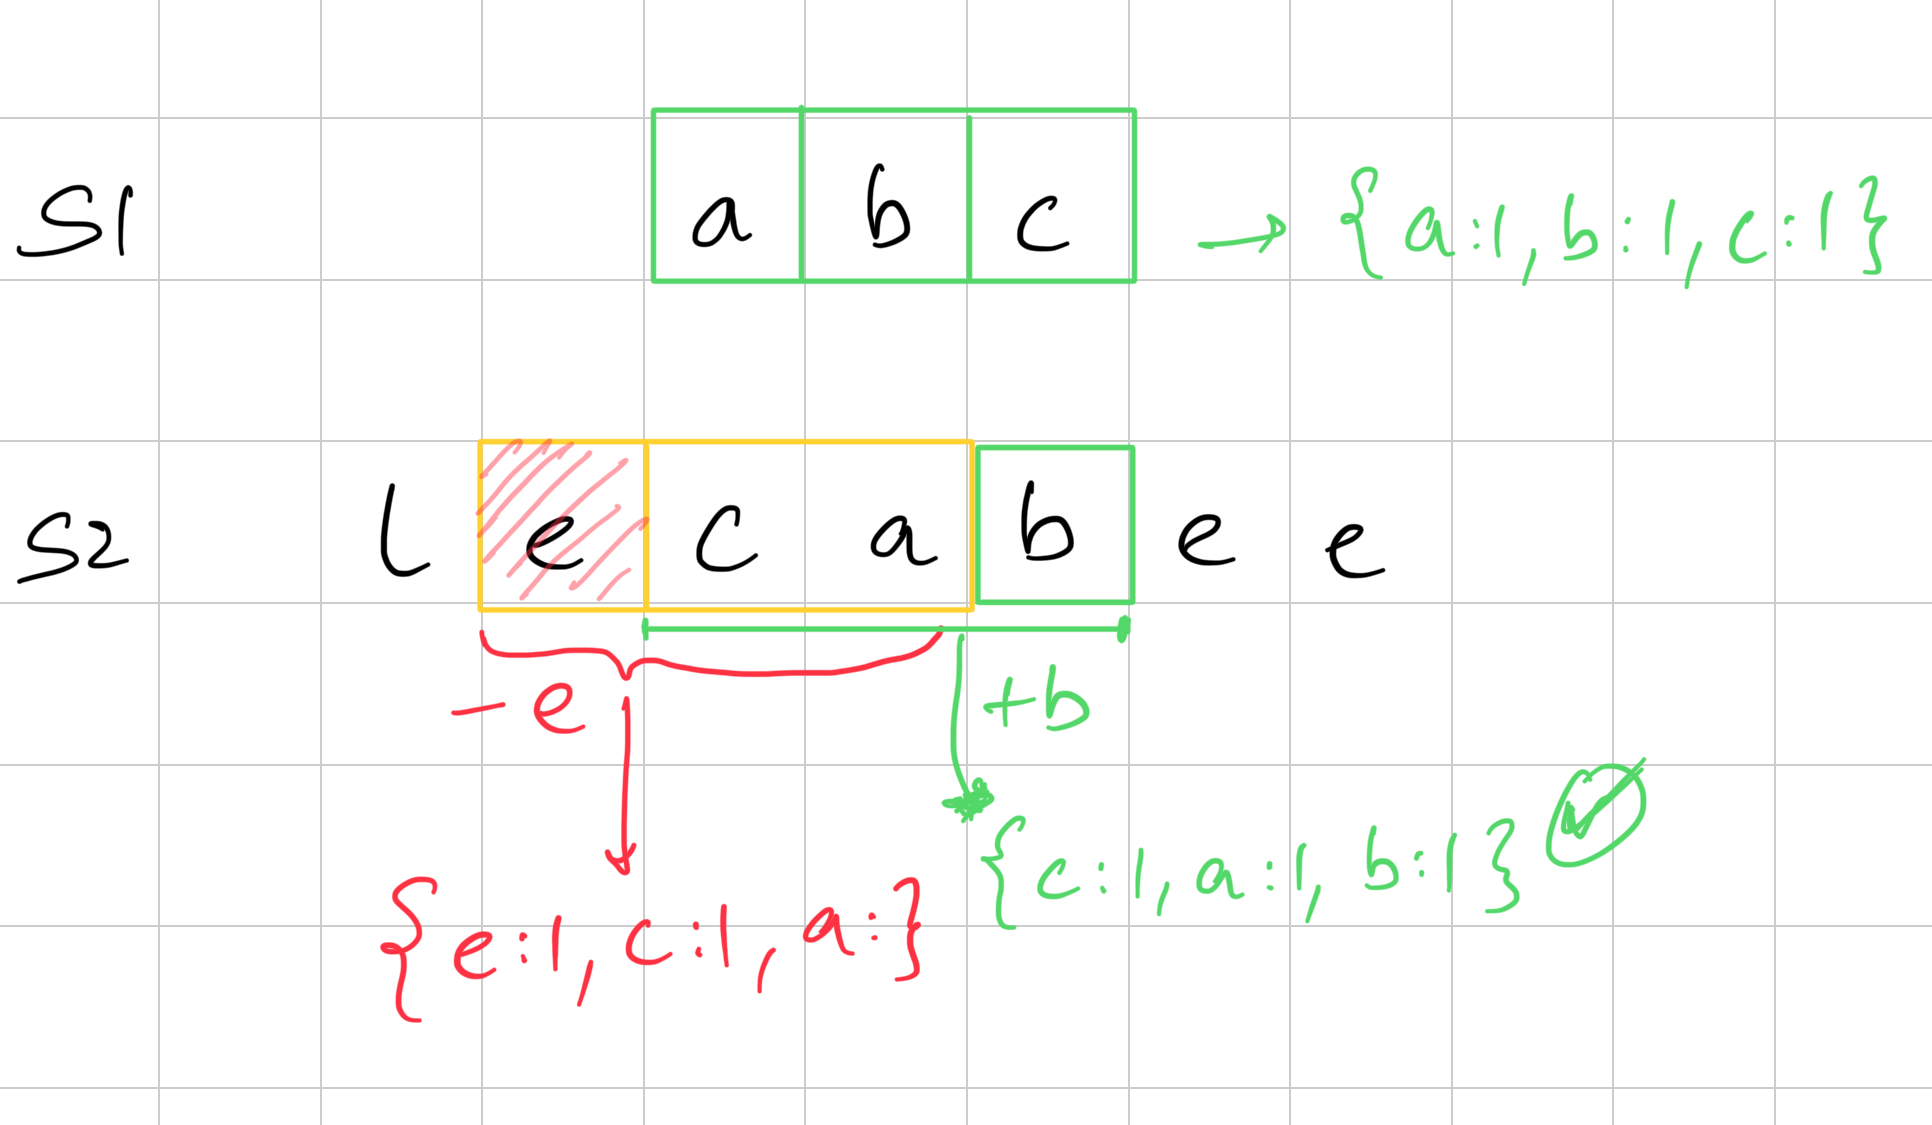 S1 a b c → {a:1, b:1, c:1}
S2 l e c a b e e
- e +b
{c:1, a:1, b:1} ✓
{e:1, c:1, a:}